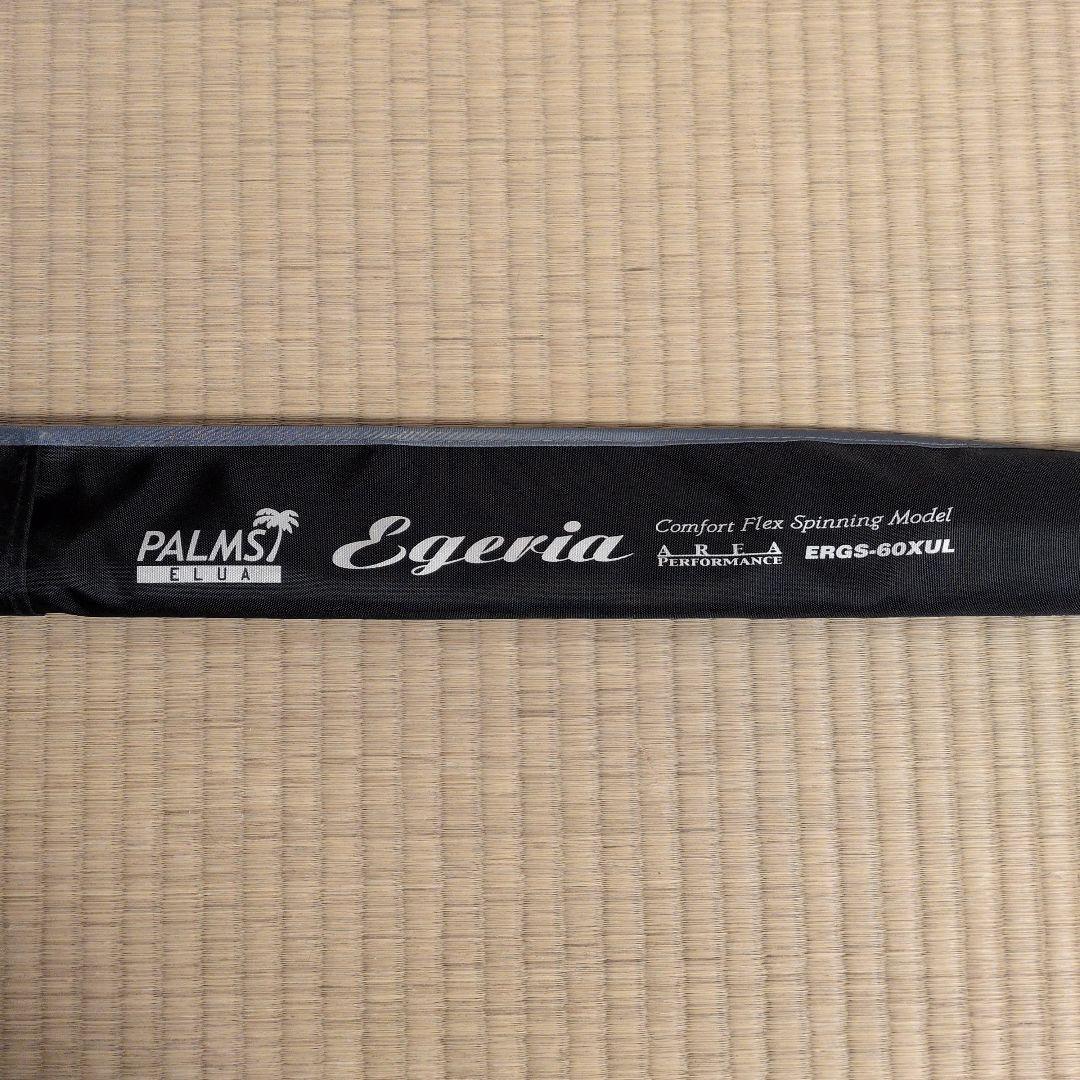 PALMS
ELUA
Egeria
Comfort Flex Spinning Model
AREA
PERFORMANCE
ERGS-60XUL